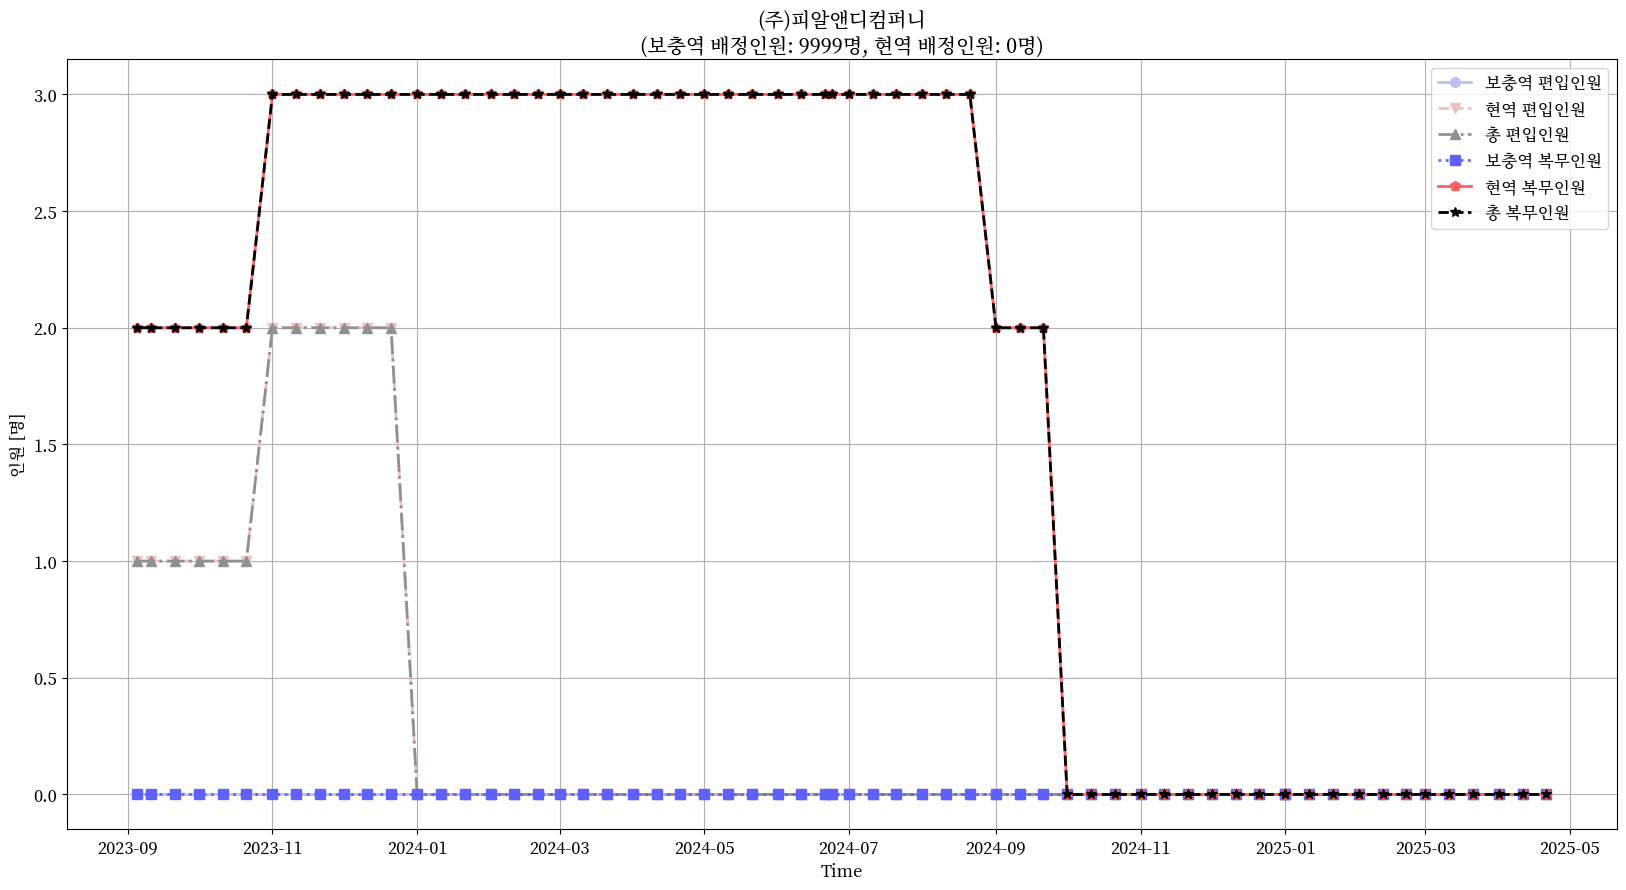 (주)피알앤디컴퍼니
(보충역 배정인원: 9999명, 현역 배정인원: 0명)
보충역 편입인원
현역 편입인원
총 편입인원
보충역 복무인원
현역 복무인원
총 복무인원
인원 [명]
3.0
2.5
2.0
1.5
1.0
0.5
0.0
2023-09 2023-11 2024-01 2024-03 2024-05 2024-07 2024-09 2024-11 2025-01 2025-03 2025-05
Time